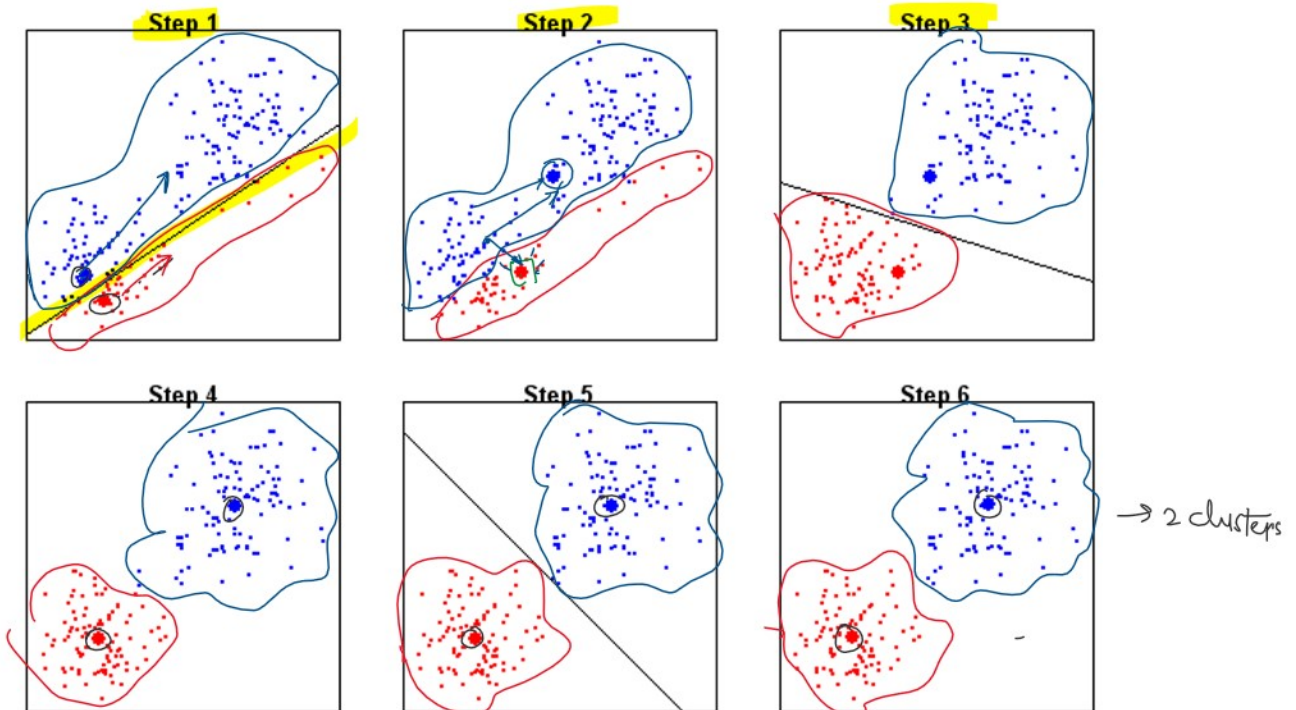 Step 1
Step 2
Step 3
Step 4
Step 5
Step 6
→ 2 clusters